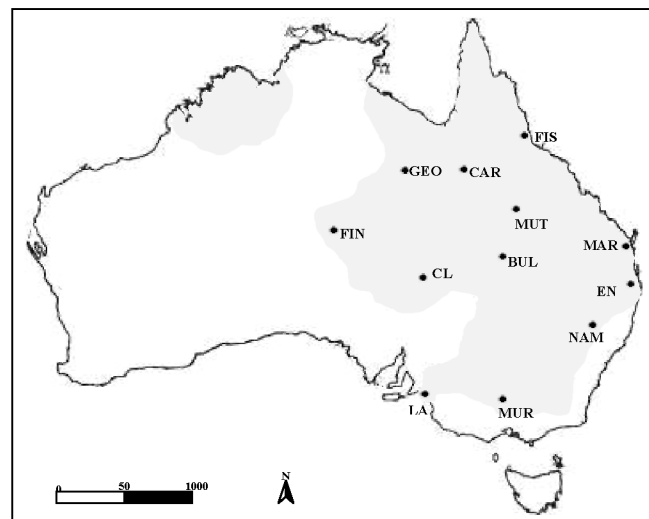 FIS
GEO
CAR
MUT
FIN
MAR
BUL
CL
EN
NAM
LA
MUR
0 50 1000
N